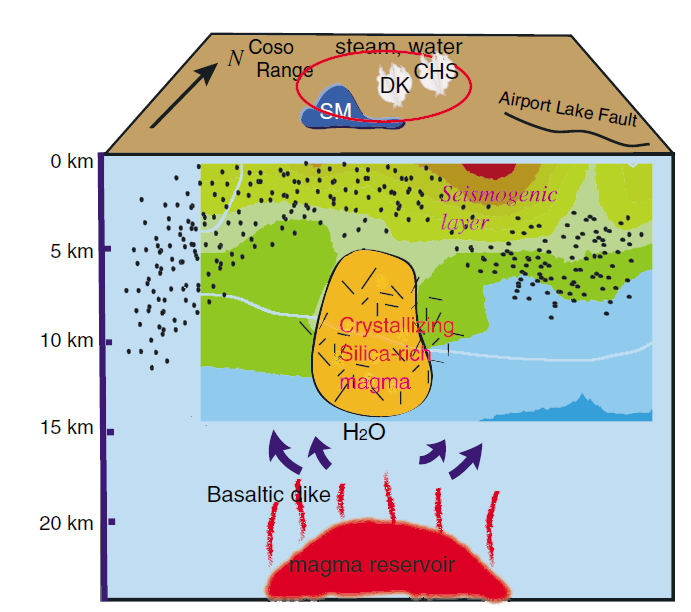 N
Coso
Range
steam, water
DK
CHS
SM
Airport Lake Fault
0 km
5 km
10 km
15 km
20 km
Seismogenic
layer
Crystallizing
Silica-rich
magma
H2O
Basaltic dike
magma reservoir